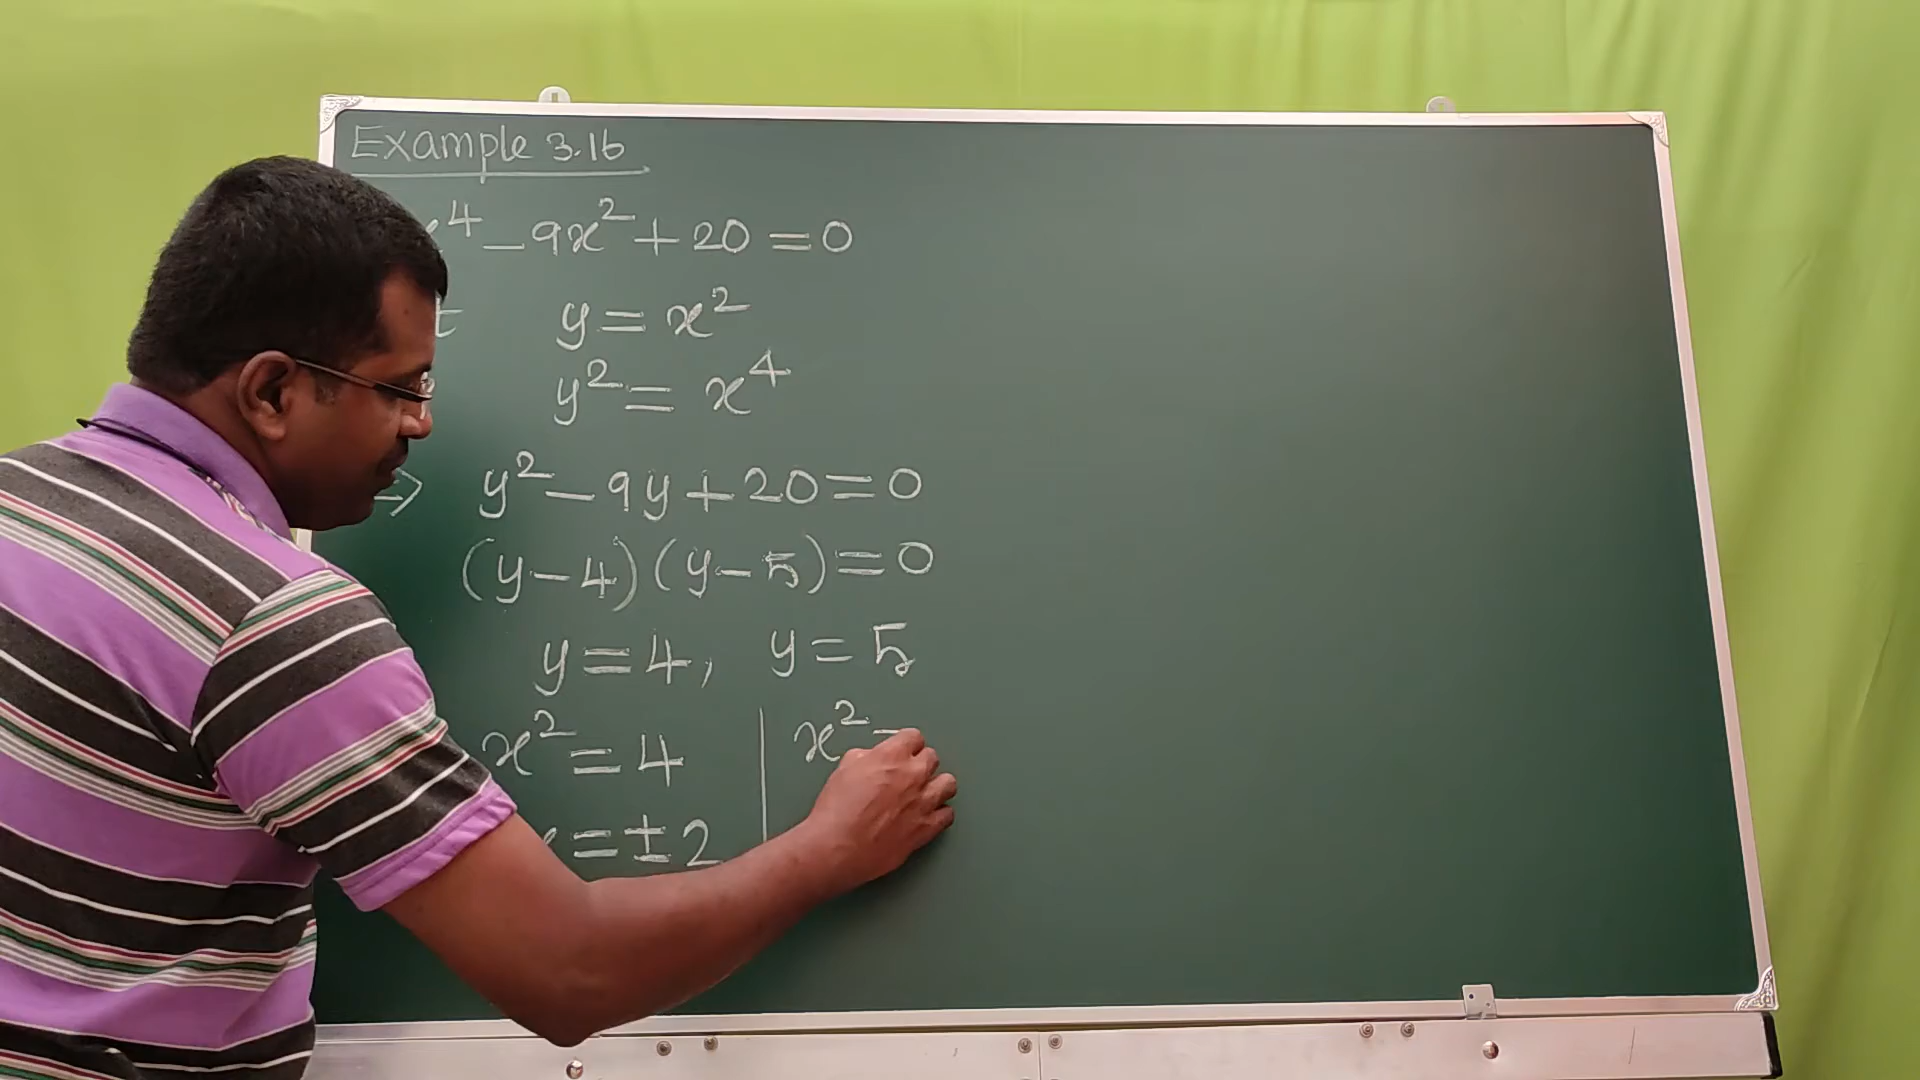 Example 3.16
x⁴ - 9x² + 20 = 0
y = x²
y² = x⁴
⇒ y² - 9y + 20 = 0
(y - 4)(y - 5) = 0
y = 4, y = 5
x² = 4 | x² =
x = ±2